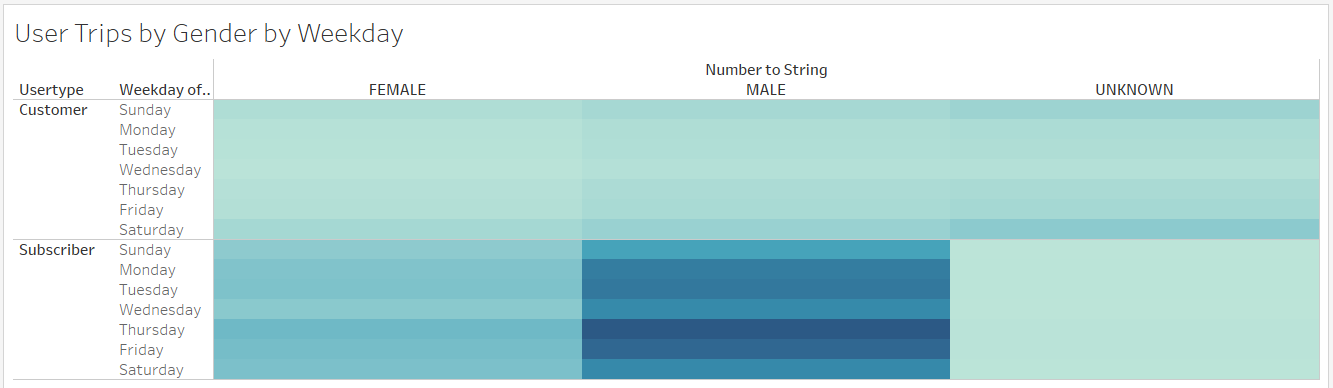 User Trips by Gender by Weekday
Number to String
Usertype Weekday of.. FEMALE MALE UNKNOWN
Customer Sunday
Monday
Tuesday
Wednesday
Thursday
Friday
Saturday
Subscriber Sunday
Monday
Tuesday
Wednesday
Thursday
Friday
Saturday